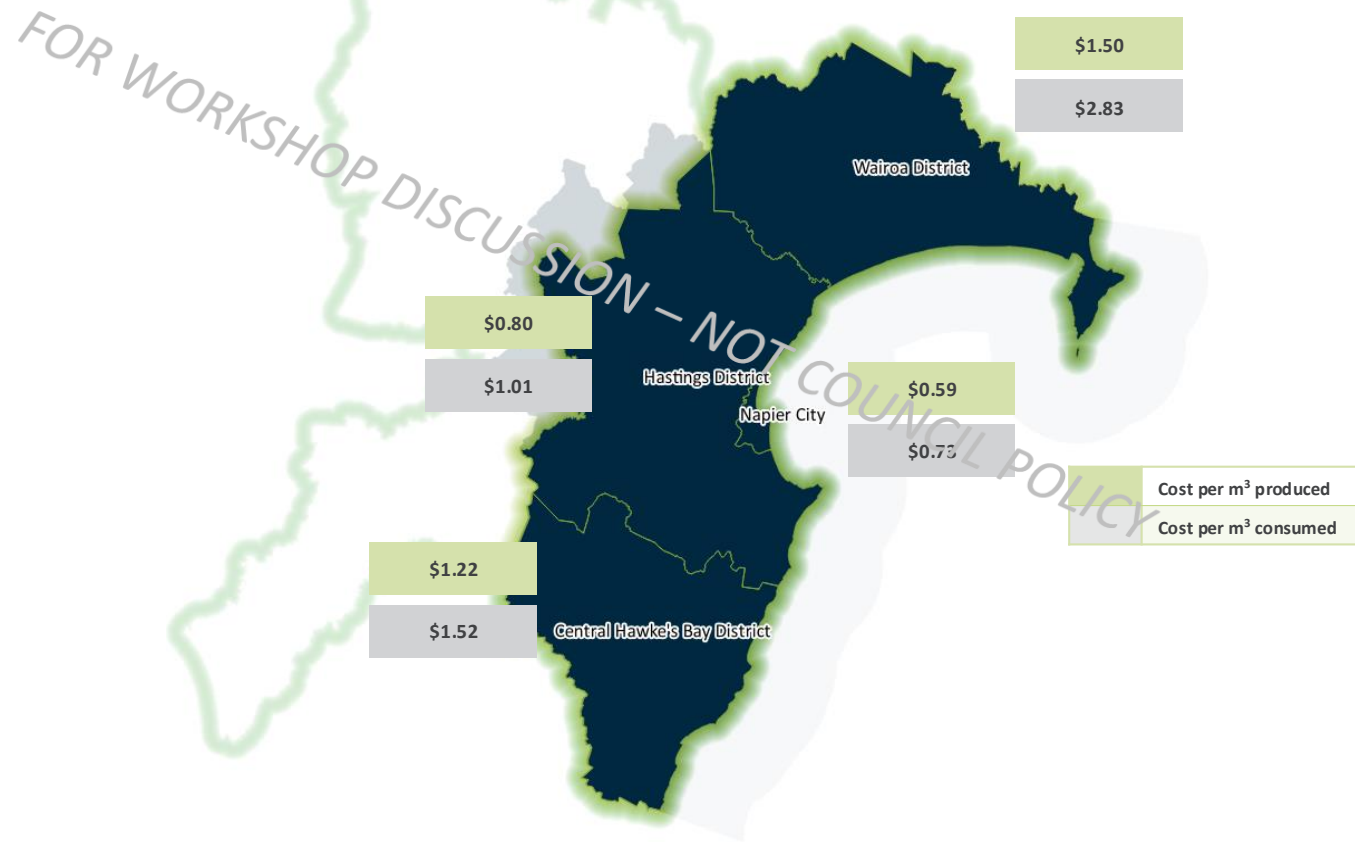 FOR WORKSHOP DISCUSSION – NOT COUNCIL POLICY
$1.50
$2.83
Wairoa District
$0.80
$1.01
Hastings District
$0.59
Napier City
$0.73
Cost per m³ produced
Cost per m³ consumed
$1.22
$1.52
Central Hawke's Bay District